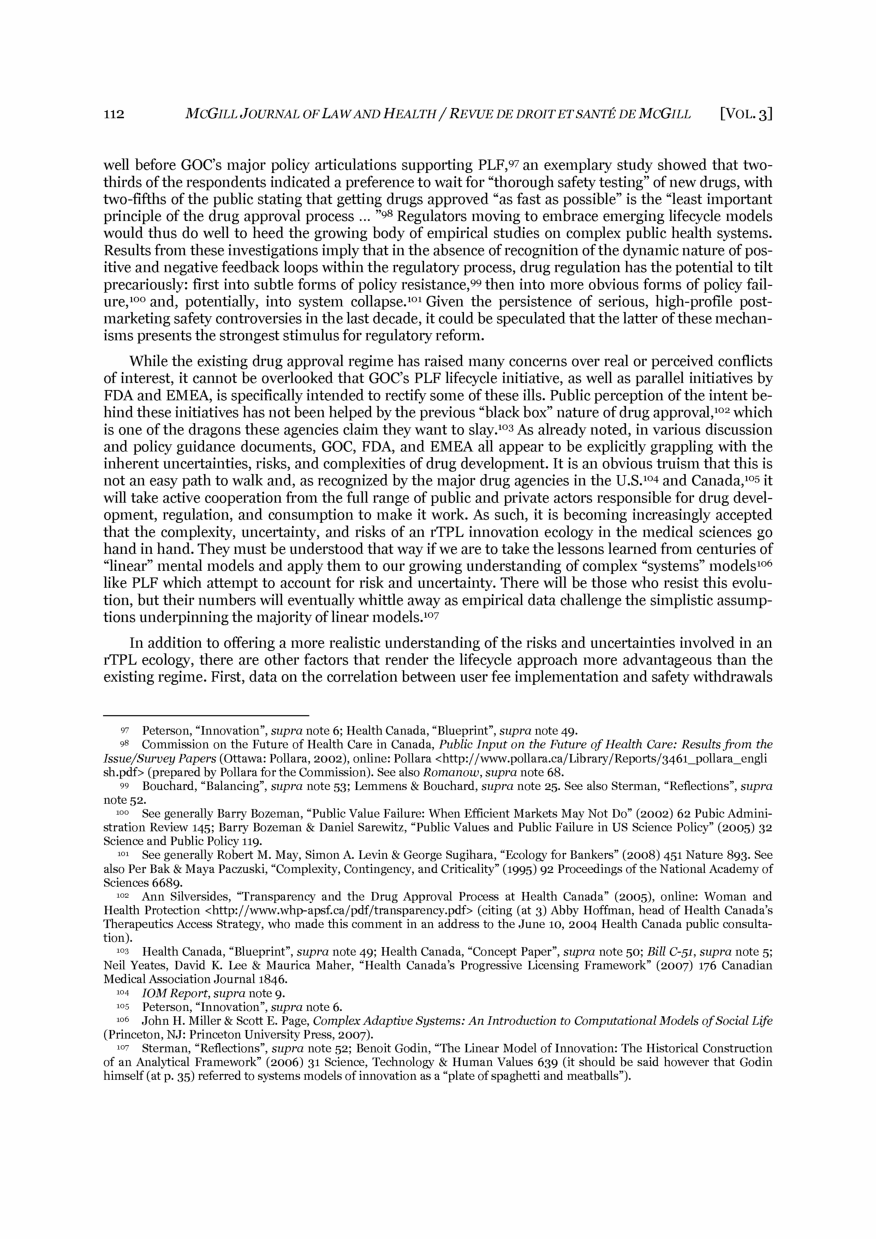 112 MCGILL JOURNAL OF LAW AND HEALTH / REVUE DE DROIT ET SANTÉ DE MCGILL [VOL. 3]
well before GOC’s major policy articulations supporting PLF,97 an exemplary study showed that two-
thirds of the respondents indicated a preference to wait for “thorough safety testing” of new drugs, with
two-fifths of the public stating that getting drugs approved “as fast as possible” is the “least important
principle of the drug approval process ... ”98 Regulators moving to embrace emerging lifecycle models
would thus do well to heed the growing body of empirical studies on complex public health systems.
Results from these investigations imply that in the absence of recognition of the dynamic nature of pos-
itive and negative feedback loops within the regulatory process, drug regulation has the potential to tilt
precariously: first into subtle forms of policy resistance,99 then into more obvious forms of policy fail-
ure,100 and, potentially, into system collapse.101 Given the persistence of serious, high-profile post-
marketing safety controversies in the last decade, it could be speculated that the latter of these mechan-
isms presents the strongest stimulus for regulatory reform.
While the existing drug approval regime has raised many concerns over real or perceived conflicts
of interest, it cannot be overlooked that GOC’s PLF lifecycle initiative, as well as parallel initiatives by
FDA and EMEA, is specifically intended to rectify some of these ills. Public perception of the intent be-
hind these initiatives has not been helped by the previous “black box” nature of drug approval,102 which
is one of the dragons these agencies claim they want to slay.103 As already noted, in various discussion
and policy guidance documents, GOC, FDA, and EMEA all appear to be explicitly grappling with the
inherent uncertainties, risks, and complexities of drug development. It is an obvious truism that this is
not an easy path to walk and, as recognized by the major drug agencies in the U.S.104 and Canada,105 it
will take active cooperation from the full range of public and private actors responsible for drug devel-
opment, regulation, and consumption to make it work. As such, it is becoming increasingly accepted
that the complexity, uncertainty, and risks of an rTPL innovation ecology in the medical sciences go
hand in hand. They must be understood that way if we are to take the lessons learned from centuries of
“linear” mental models and apply them to our growing understanding of complex “systems” models106
like PLF which attempt to account for risk and uncertainty. There will be those who resist this evolu-
tion, but their numbers will eventually whittle away as empirical data challenge the simplistic assump-
tions underpinning the majority of linear models.107
In addition to offering a more realistic understanding of the risks and uncertainties involved in an
rTPL ecology, there are other factors that render the lifecycle approach more advantageous than the
existing regime. First, data on the correlation between user fee implementation and safety withdrawals
97 Peterson, “Innovation”, supra note 6; Health Canada, “Blueprint”, supra note 49.
98 Commission on the Future of Health Care in Canada, Public Input on the Future of Health Care: Results from the
Issue/Survey Papers (Ottawa: Pollara, 2002), online: Pollara <http://www.pollara.ca/Library/Reports/3461_pollara_engli
sh.pdf> (prepared by Pollara for the Commission). See also Romanow, supra note 68.
99 Bouchard, “Balancing”, supra note 53; Lemmens & Bouchard, supra note 25. See also Sterman, “Reflections”, supra
note 52.
100 See generally Barry Bozeman, “Public Value Failure: When Efficient Markets May Not Do” (2002) 62 Pubic Admini-
stration Review 145; Barry Bozeman & Daniel Sarewitz, “Public Values and Public Failure in US Science Policy” (2005) 32
Science and Public Policy 119.
101 See generally Robert M. May, Simon A. Levin & George Sugihara, “Ecology for Bankers” (2008) 451 Nature 893. See
also Per Bak & Maya Paczuski, “Complexity, Contingency, and Criticality” (1995) 92 Proceedings of the National Academy of
Sciences 6689.
102 Ann Silversides, “Transparency and the Drug Approval Process at Health Canada” (2005), online: Woman and
Health Protection <http://www.whp-apsf.ca/pdf/transparency.pdf> (citing (at 3) Abby Hoffman, head of Health Canada’s
Therapeutics Access Strategy, who made this comment in an address to the June 10, 2004 Health Canada public consulta-
tion).
103 Health Canada, “Blueprint”, supra note 49; Health Canada, “Concept Paper”, supra note 50; Bill C-51, supra note 5;
Neil Yeates, David K. Lee & Maurica Maher, “Health Canada’s Progressive Licensing Framework” (2007) 176 Canadian
Medical Association Journal 1846.
104 IOM Report, supra note 9.
105 Peterson, “Innovation”, supra note 6.
106 John H. Miller & Scott E. Page, Complex Adaptive Systems: An Introduction to Computational Models of Social Life
(Princeton, NJ: Princeton University Press, 2007).
107 Sterman, “Reflections”, supra note 52; Benoit Godin, “The Linear Model of Innovation: The Historical Construction
of an Analytical Framework” (2006) 31 Science, Technology & Human Values 639 (it should be said however that Godin
himself (at p. 35) referred to systems models of innovation as a “plate of spaghetti and meatballs”).